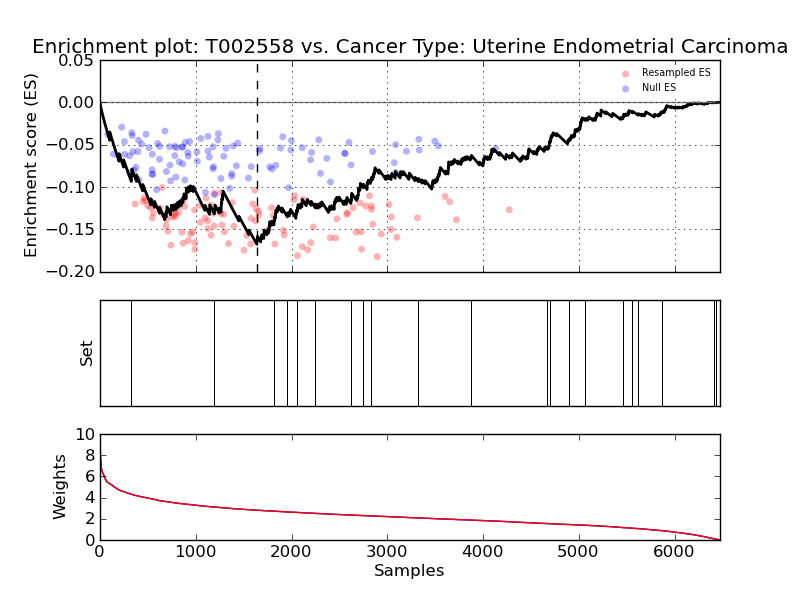 Enrichment plot: T002558 vs. Cancer Type: Uterine Endometrial Carcinoma
0.05
0.00
−0.05
−0.10
−0.15
−0.20
Enrichment score (ES)
Resampled ES
Null ES
Set
10
8
6
4
2
0
Weights
0 1000 2000 3000 4000 5000 6000
Samples